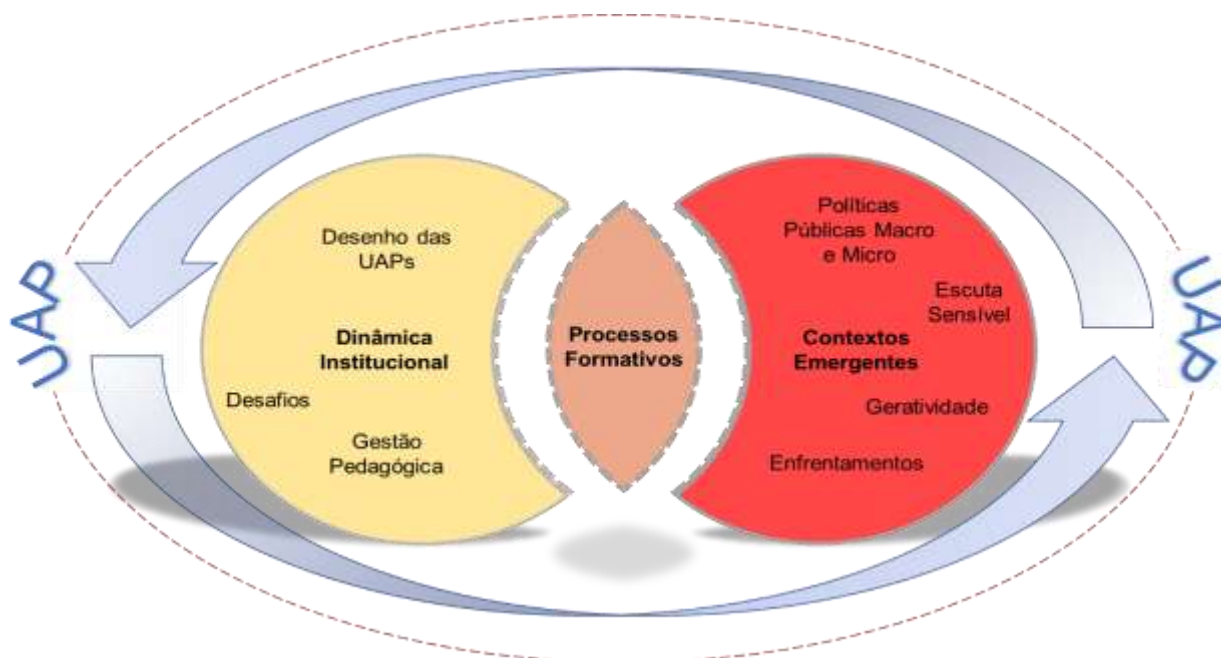 UAP
Desenho das
UAPs
Dinâmica
Institucional
Desafios
Gestão
Pedagógica
Processos
Formativos
Políticas
Públicas Macro
e Micro
Escuta
Sensível
Contextos
Emergentes
Geratividade
Enfrentamentos
UAP